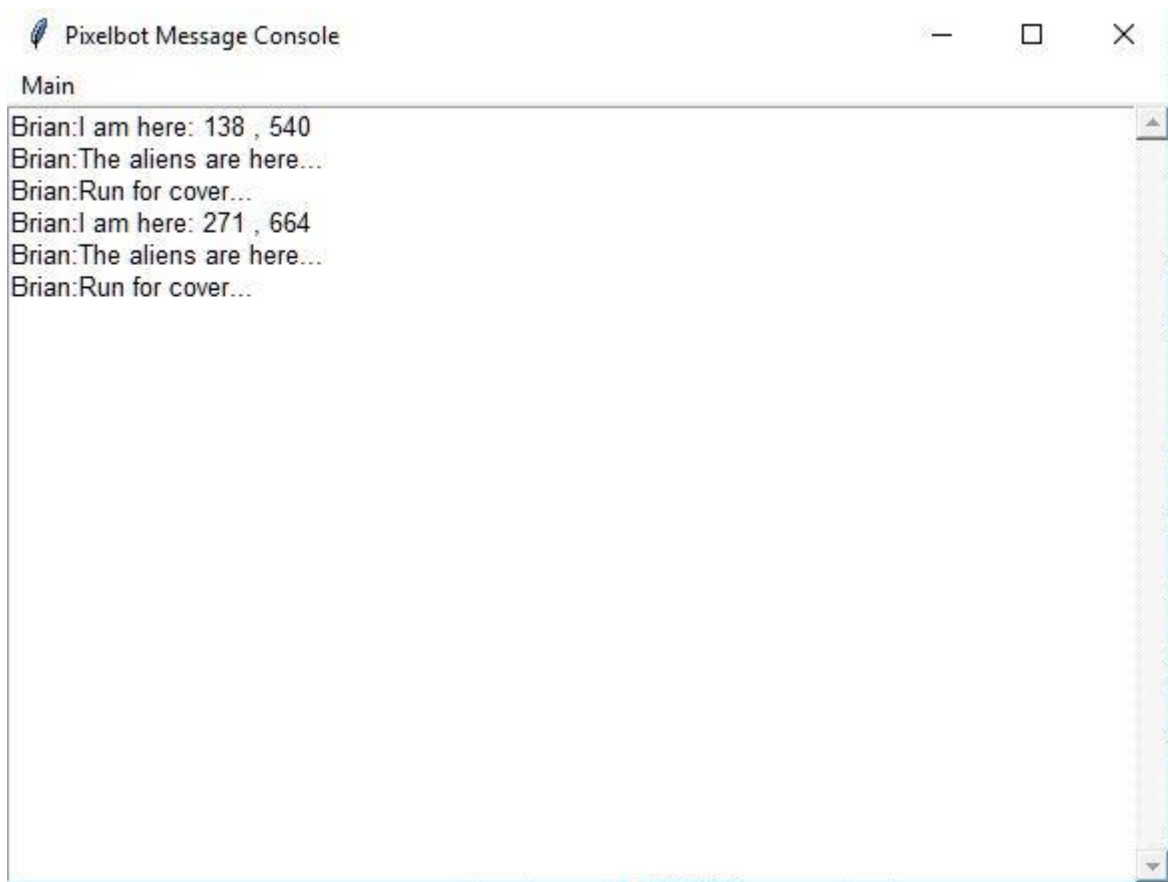 Pixelbot Message Console
Main
Brian:I am here: 138 , 540
Brian:The aliens are here...
Brian:Run for cover...
Brian:I am here: 271 , 664
Brian:The aliens are here...
Brian:Run for cover...